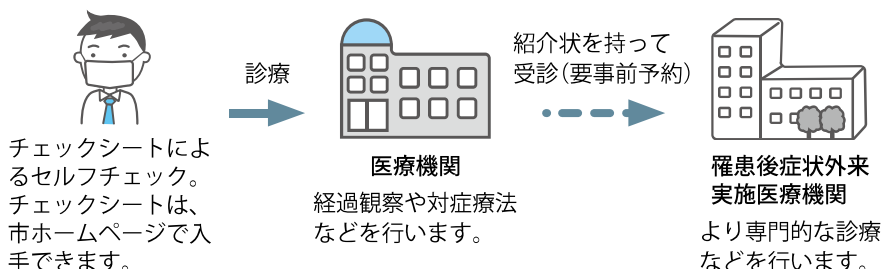 チェックシートによ
るセルフチェック。
チェックシートは、
市ホームページで入
手できます。
診療
医療機関
経過観察や対症療法
などを行います。
紹介状を持って
受診（要事前予約）
罹患後症状外来
実施医療機関
より専門的な診療
などを行います。